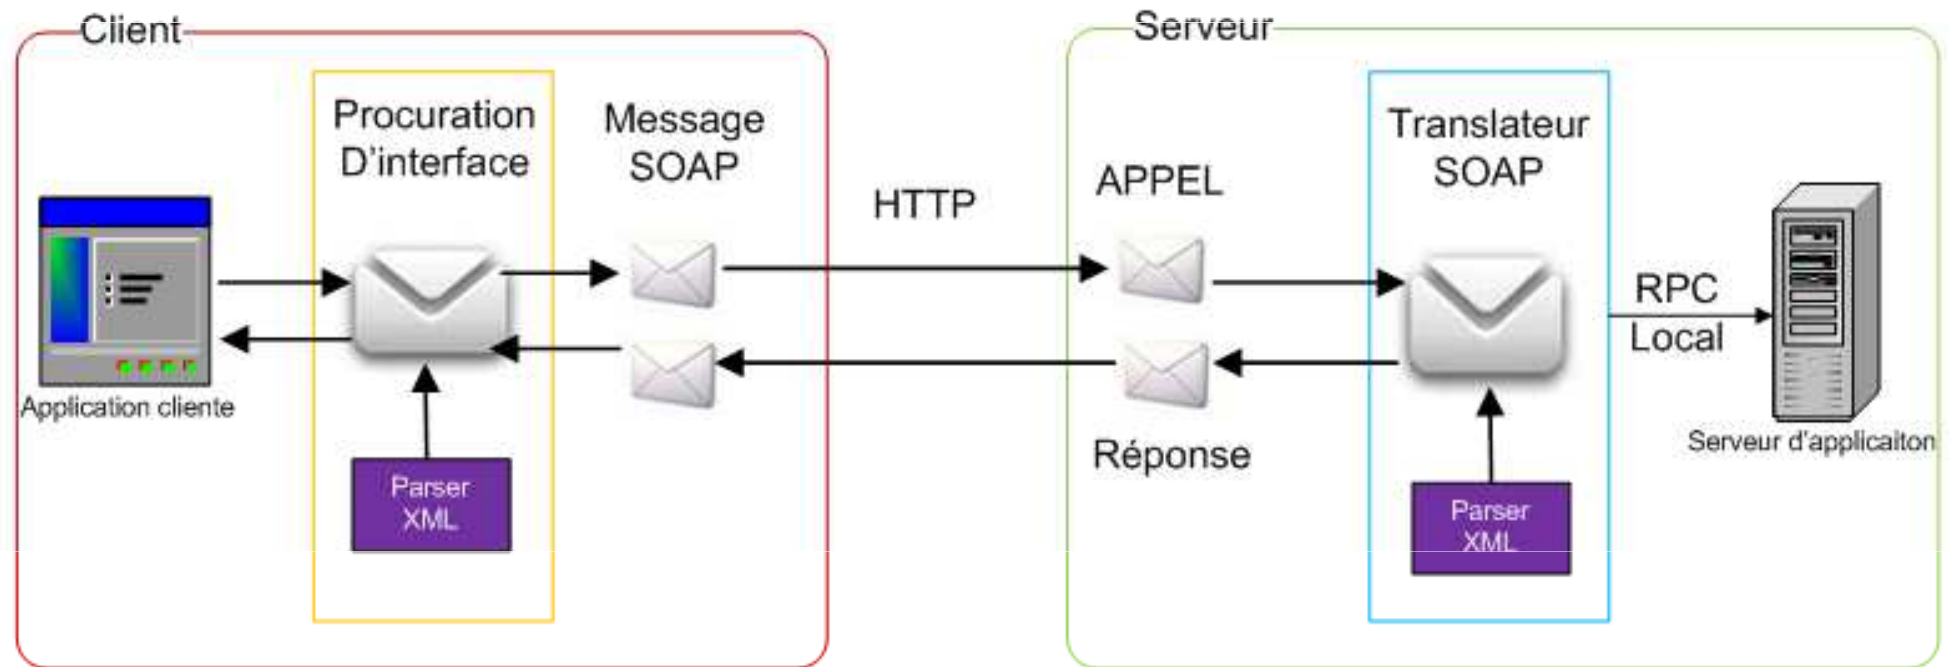 Client
Serveur
Procuration
D'interface
Message
SOAP
HTTP
APPEL
Translateur
SOAP
RPC
Local
Application cliente
Réponse
Serveur d'applicaiton
Parser
XML
Parser
XML